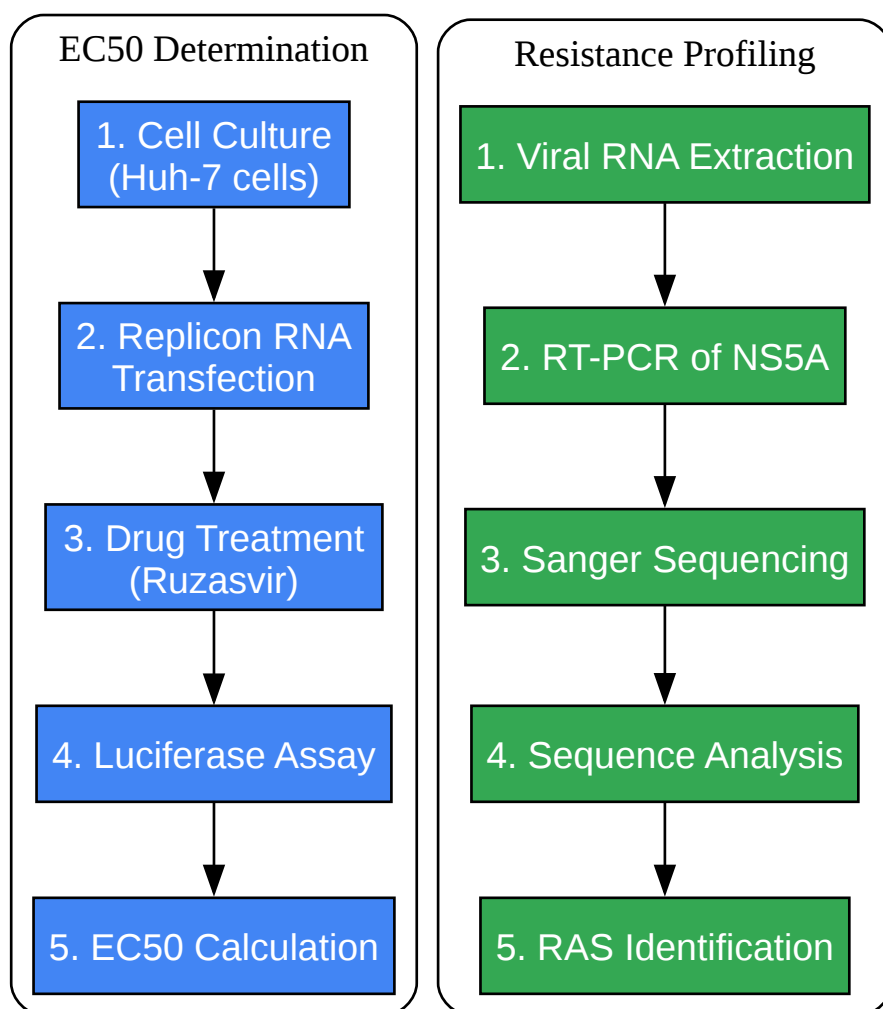 EC50 Determination
1. Cell Culture
(Huh-7 cells)
2. Replicon RNA
Transfection
3. Drug Treatment
(Ruzasvir)
4. Luciferase Assay
5. EC50 Calculation
Resistance Profiling
1. Viral RNA Extraction
2. RT-PCR of NS5A
3. Sanger Sequencing
4. Sequence Analysis
5. RAS Identification